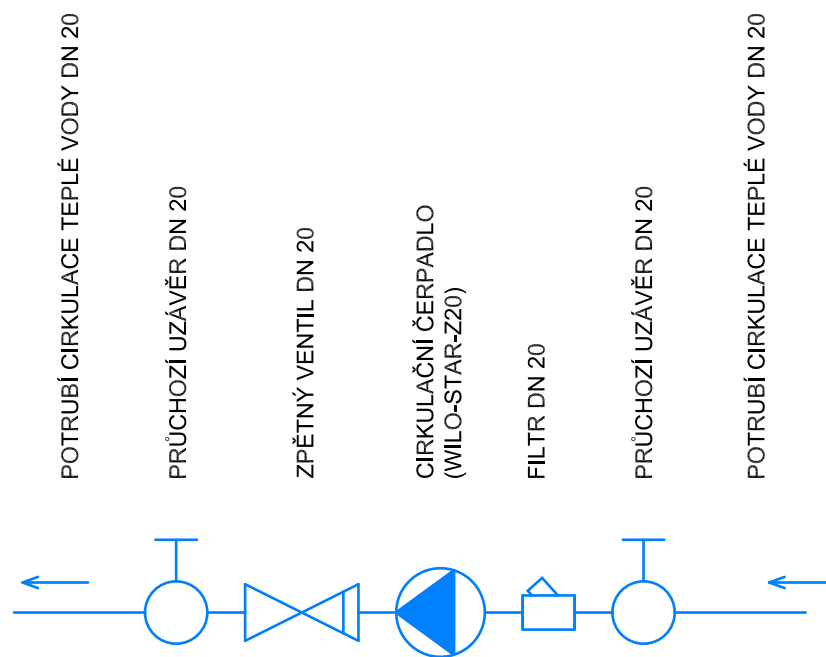 POTRUBÍ CIRKULACE TEPLÉ VODY DN 20
PRŮCHOZÍ UZÁVĚR DN 20
ZPĚTNÝ VENTIL DN 20
CIRKULAČNÍ ČERPADLO
(WILO-STAR-Z20)
FILTR DN 20
PRŮCHOZÍ UZÁVĚR DN 20
POTRUBÍ CIRKULACE TEPLÉ VODY DN 20